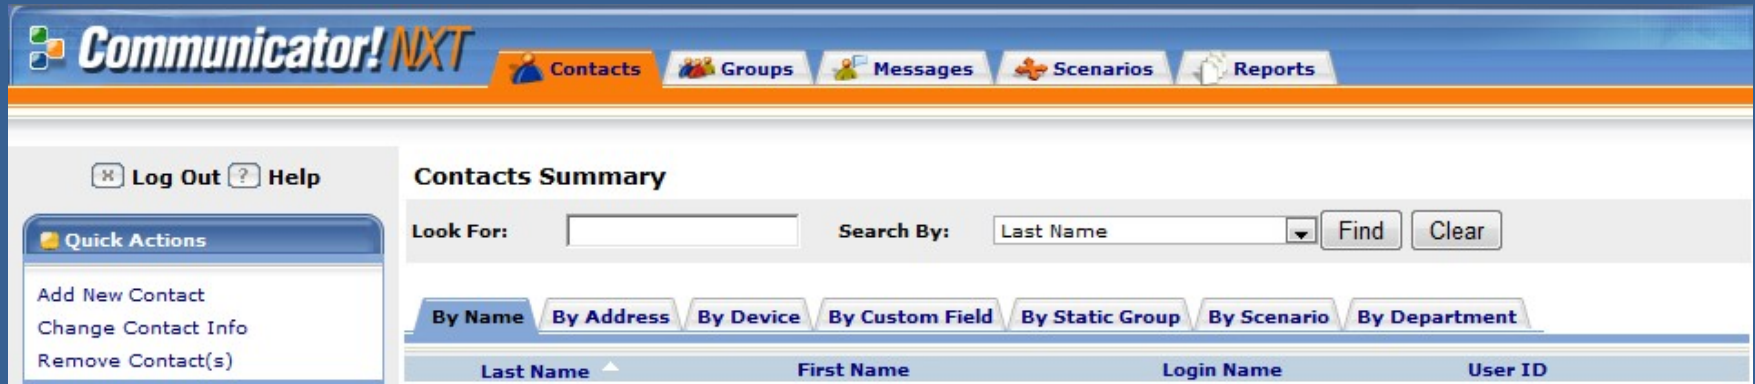 Communicator! NXT
Contacts Groups Messages Scenarios Reports
Log Out ? Help
Contacts Summary
Look For: Search By: Last Name Find Clear
Quick Actions
Add New Contact
Change Contact Info
Remove Contact(s)
By Name By Address By Device By Custom Field By Static Group By Scenario By Department
Last Name First Name Login Name User ID